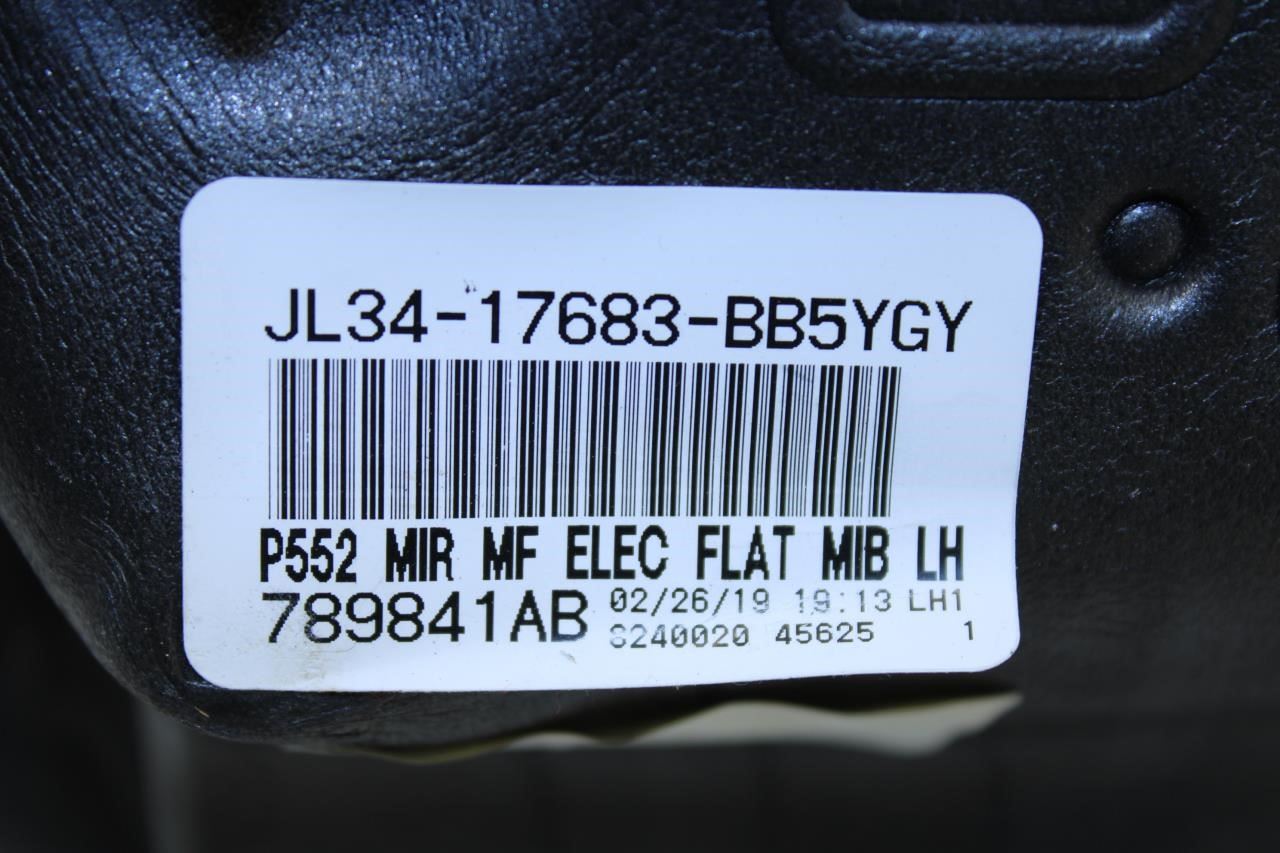 JL34-17683-BB5YGY
P552 MIR MF ELEC FLAT MIB LH
789841AB 02/26/19 19:13 LH1
S240020 45625 1